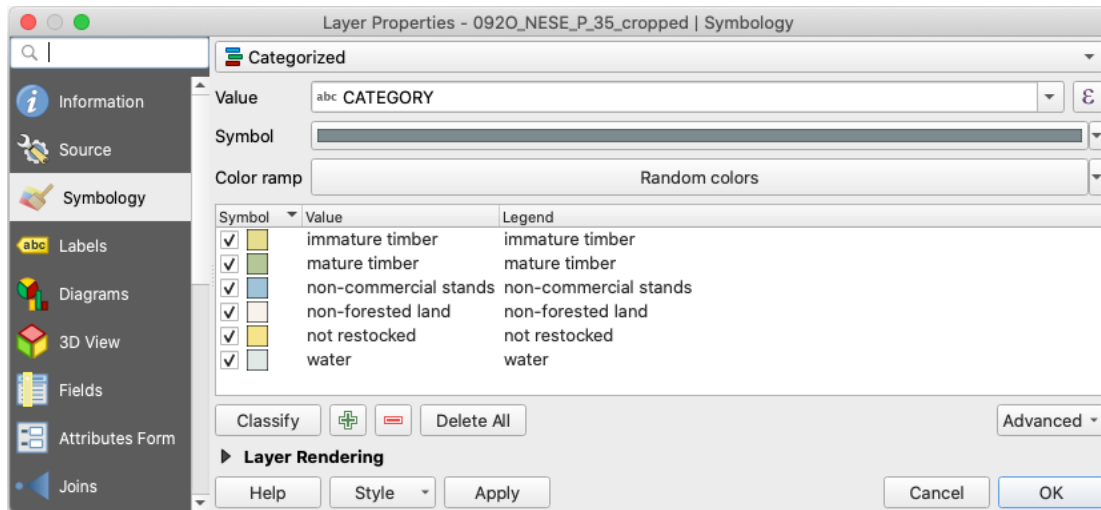 Layer Properties - 092O_NESE_P_35_cropped | Symbology
Categorized
Information
Value abc CATEGORY ε
Source
Symbol
Symbology
Color ramp Random colors
Symbol Value Legend
abc Labels
immature timber immature timber
mature timber mature timber
Diagrams
non-commercial stands non-commercial stands
non-forested land non-forested land
3D View
not restocked not restocked
water water
Fields
Classify Delete All Advanced
Attributes Form
Layer Rendering
Joins
Help Style Apply Cancel OK